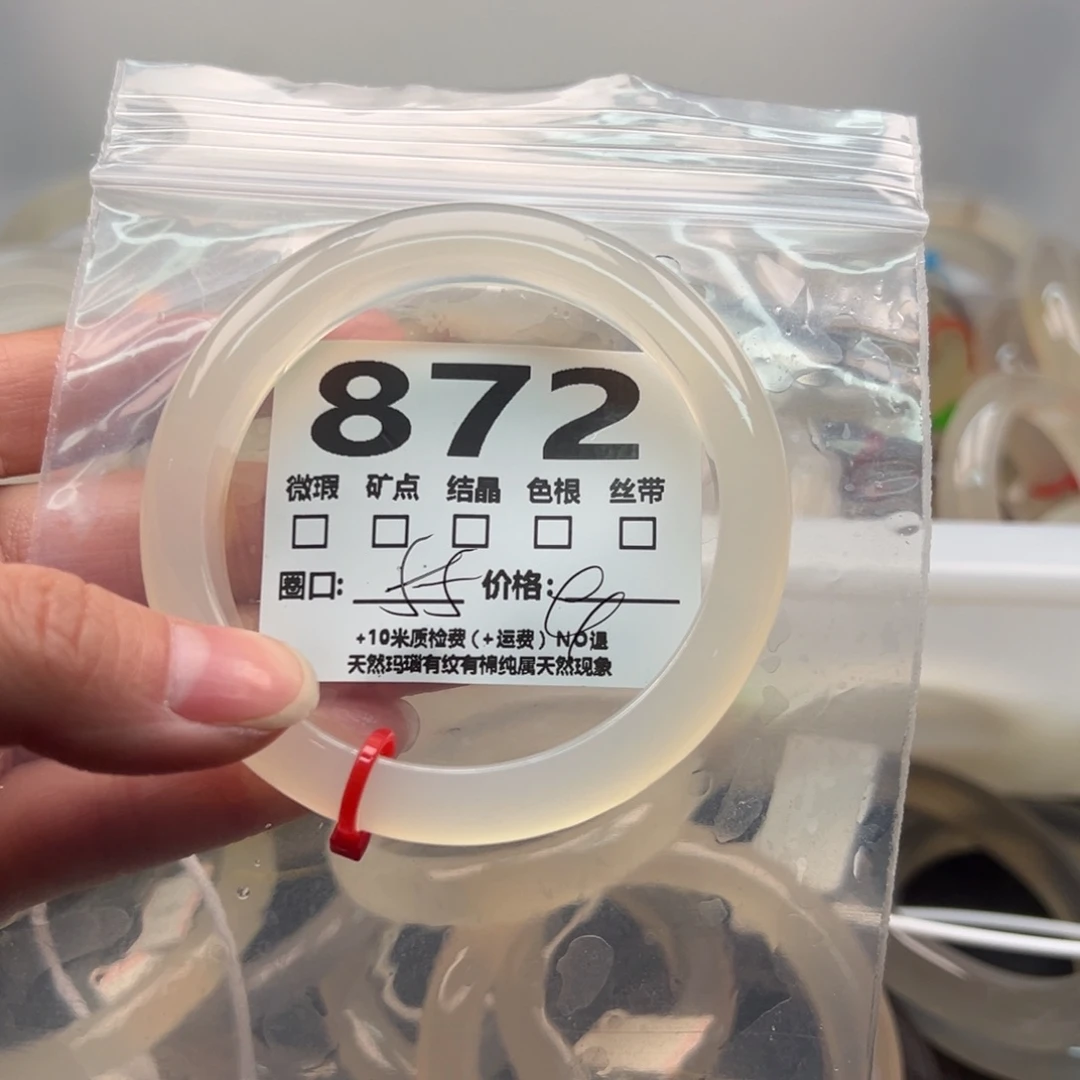 872
微瑕 矿点 结晶 色根 丝带
圈口: 55 价格:
+10米质检费(+运费)NO退
天然玛瑙有纹有棉纯属天然现象